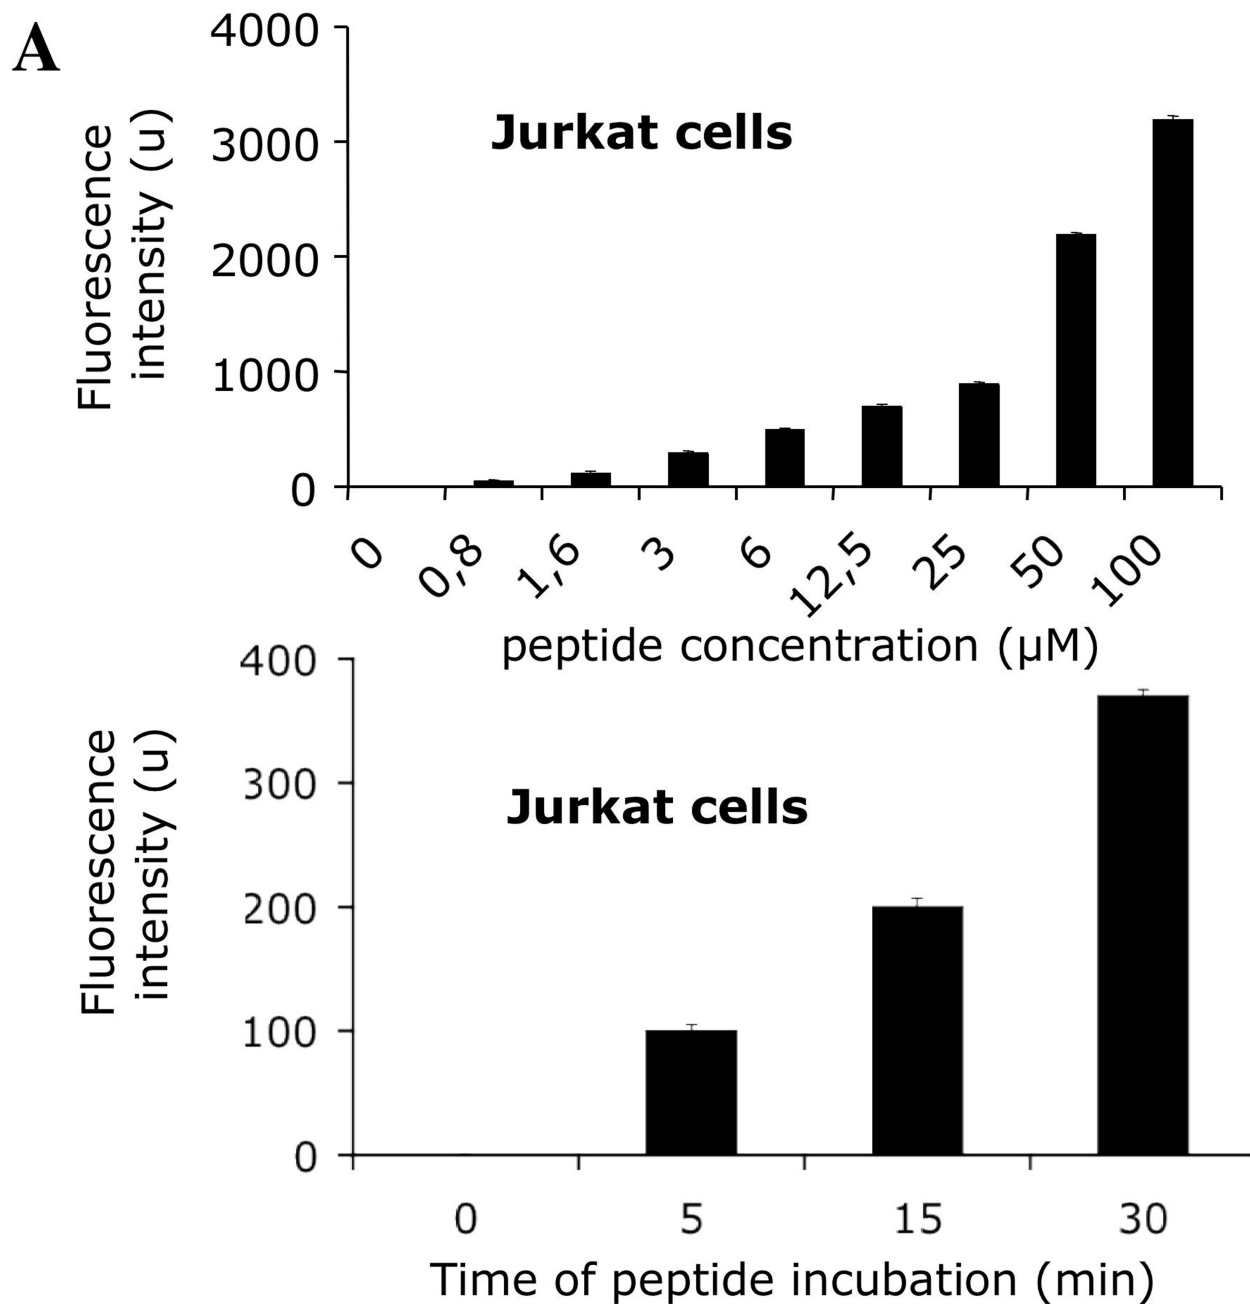 A
4000
3000
2000
1000
0
Fluorescence
intensity (u)
Jurkat cells
0
0,8
1,6
3
6
12,5
25
50
100
peptide concentration (µM)
400
300
200
100
0
Fluorescence
intensity (u)
Jurkat cells
0
5
15
30
Time of peptide incubation (min)